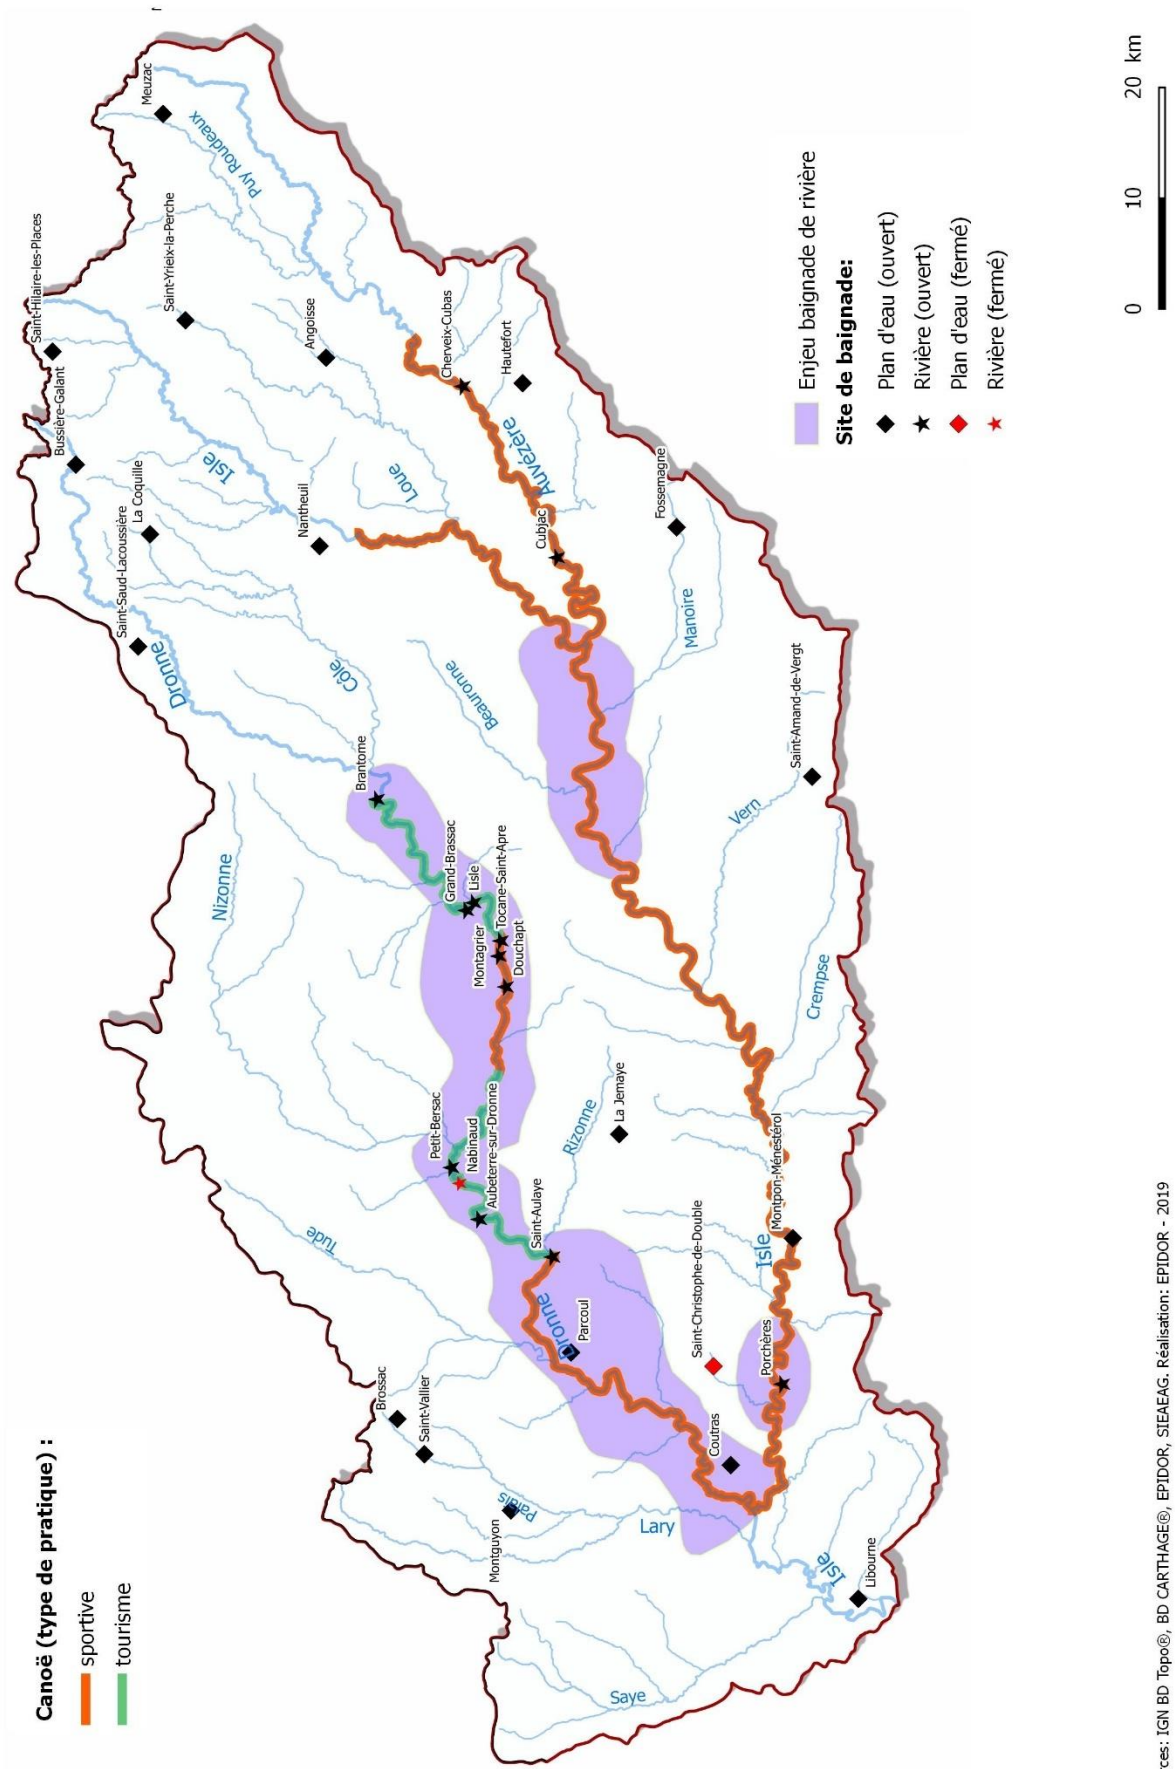 Canoë (type de pratique) :
sportive
tourisme
Enjeu baignade de rivière
Site de baignade:
Plan d'eau (ouvert)
Rivière (ouvert)
Plan d'eau (fermé)
Rivière (fermé)
0 10 20 km
Meuzac
Puy Roudeaux
Saint-Hilaire-les-Places
Saint-Yrieix-la-Perche
Bussière-Galant
Angoisse
Cherveix-Cubas
Hautefort
La Coquille
Isle
Loue
Auvézère
Saint-Saud-Lacoussière
Nantheuil
Cubjac
Fossemagne
Dronne
Côle
Beauronne
Manoire
Brantome
Saint-Amand-de-Vergt
Nizonne
Grand-Brassac
Lisle
Tocane-Saint-Apre
Montagrier
Douchapt
Vern
Crempse
Petit-Bersac
Nabinaud
Aubeterre-sur-Dronne
Rizonne
La Jemaye
Saint-Aulaye
Montpon-Ménestérol
Tude
Isle
Dronne
Parcoul
Saint-Christophe-de-Double
Porchères
Brossac
Saint-Vallier
Coutras
Palais
Montguyon
Lary
Isle
Libourne
Saye
rces: IGN BD Topo®, BD CARTHAGE®, EPIDOR, SIEAEAG. Réalisation: EPIDOR - 2019